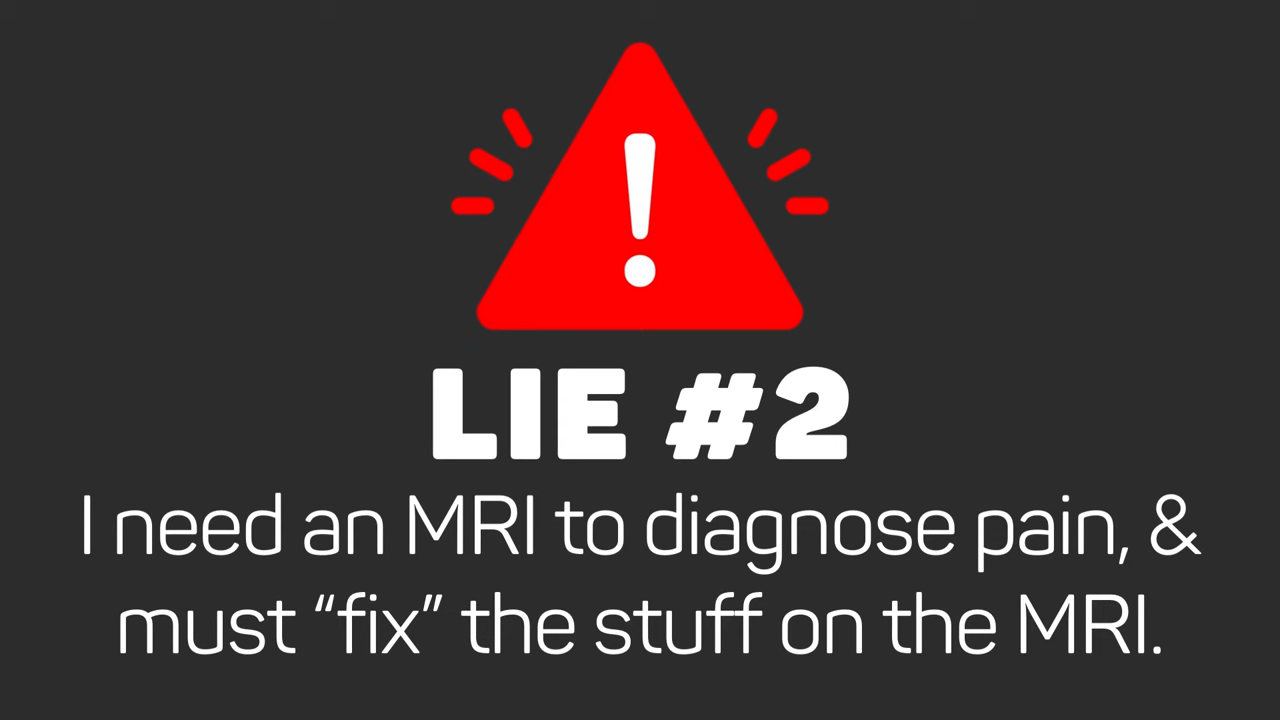 !
LIE #2
I need an MRI to diagnose pain, &
must “fix” the stuff on the MRI.